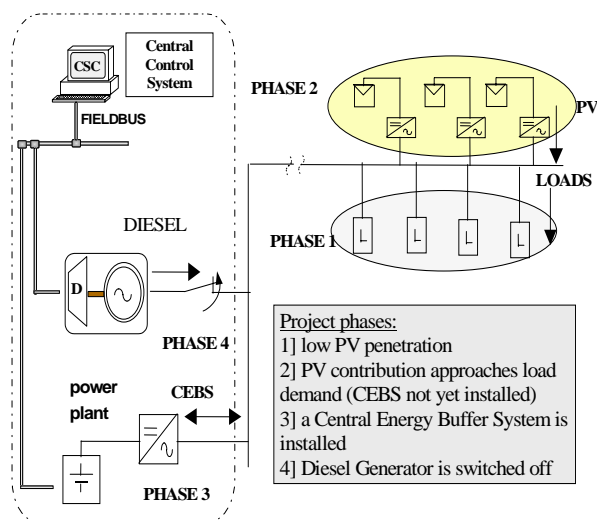 CSC
Central
Control
System
FIELDBUS
PHASE 2
PV
LOADS
PHASE 1
L
L
L
L
DIESEL
D
PHASE 4
CEBS
power
plant
PHASE 3
Project phases:
1] low PV penetration
2] PV contribution approaches load
demand (CEBS not yet installed)
3] a Central Energy Buffer System is
installed
4] Diesel Generator is switched off